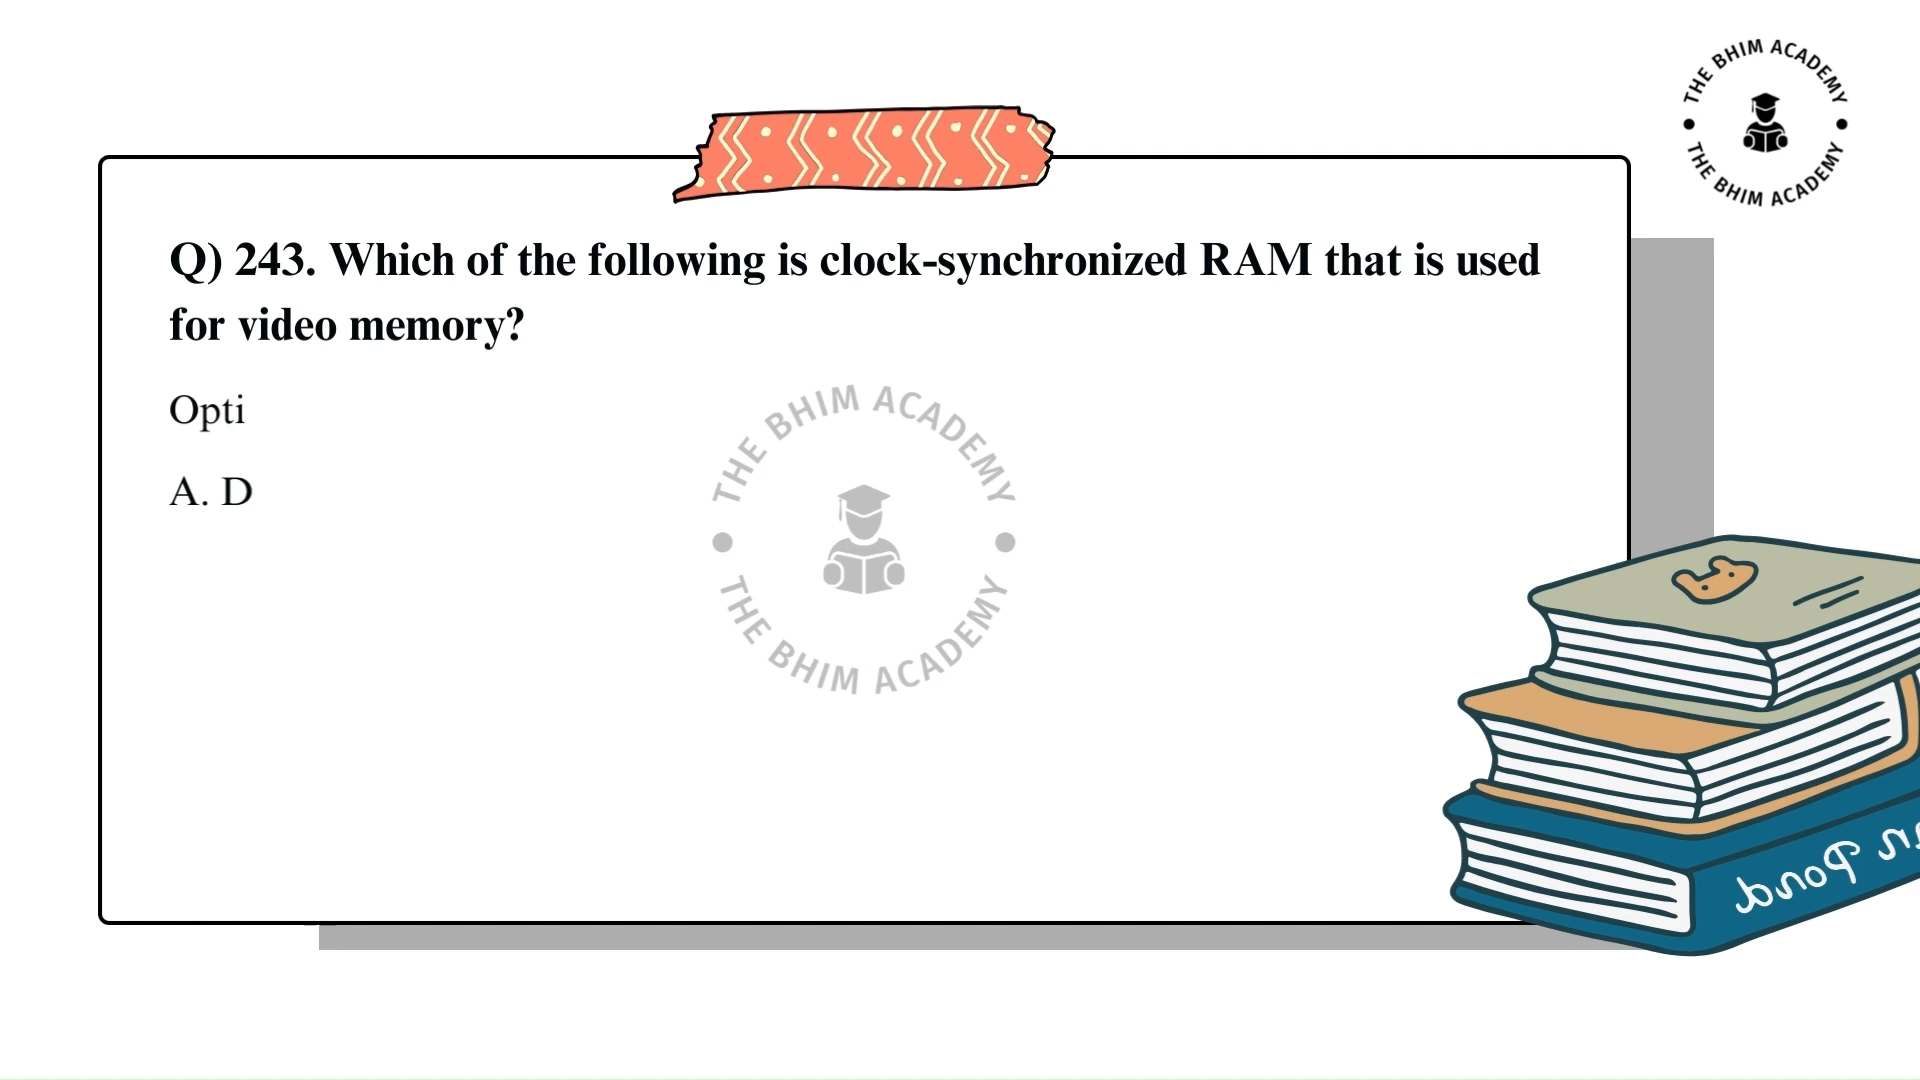 THE BHIM ACADEMY
THE BHIM ACADEMY
Q) 243. Which of the following is clock-synchronized RAM that is used
for video memory?
Opti
A. D
THE BHIM ACADEMY
THE BHIM ACADEMY